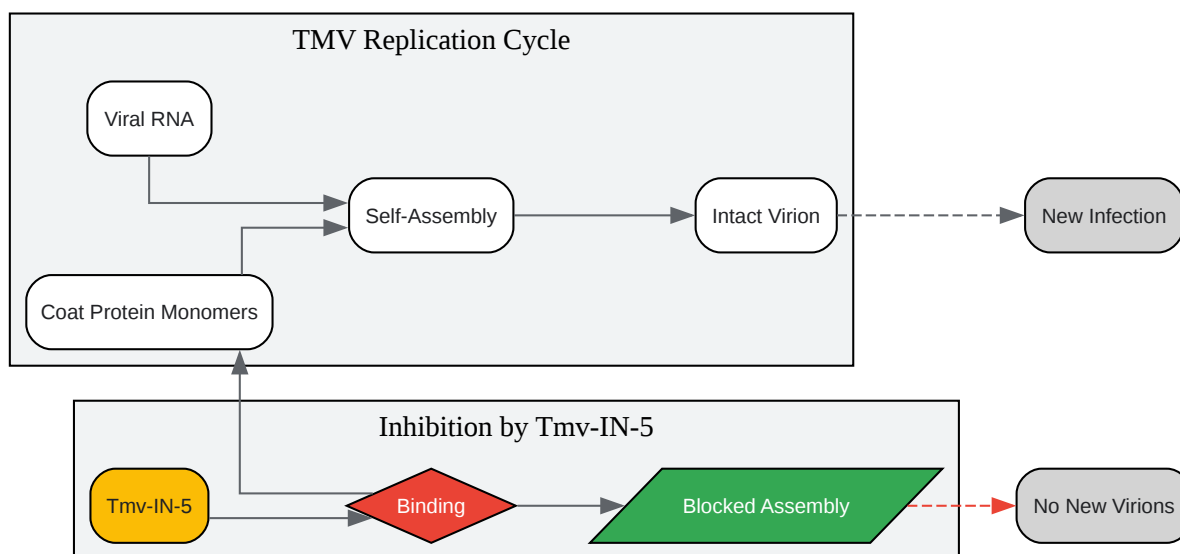 TMV Replication Cycle
Viral RNA
Self-Assembly
Intact Virion
New Infection
Coat Protein Monomers
Inhibition by Tmv-IN-5
Tmv-IN-5
Binding
Blocked Assembly
No New Virions